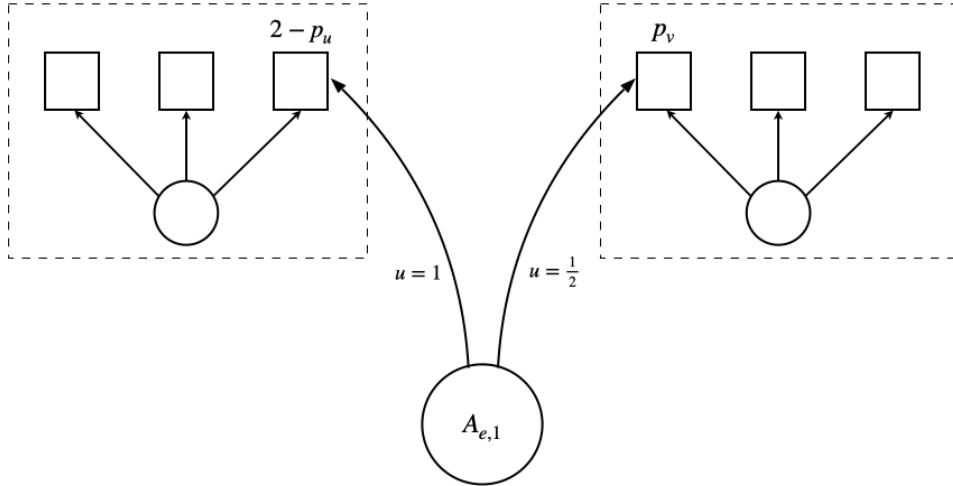 2 − p_u
p_v
u = 1
u = 1/2
A_{e,1}